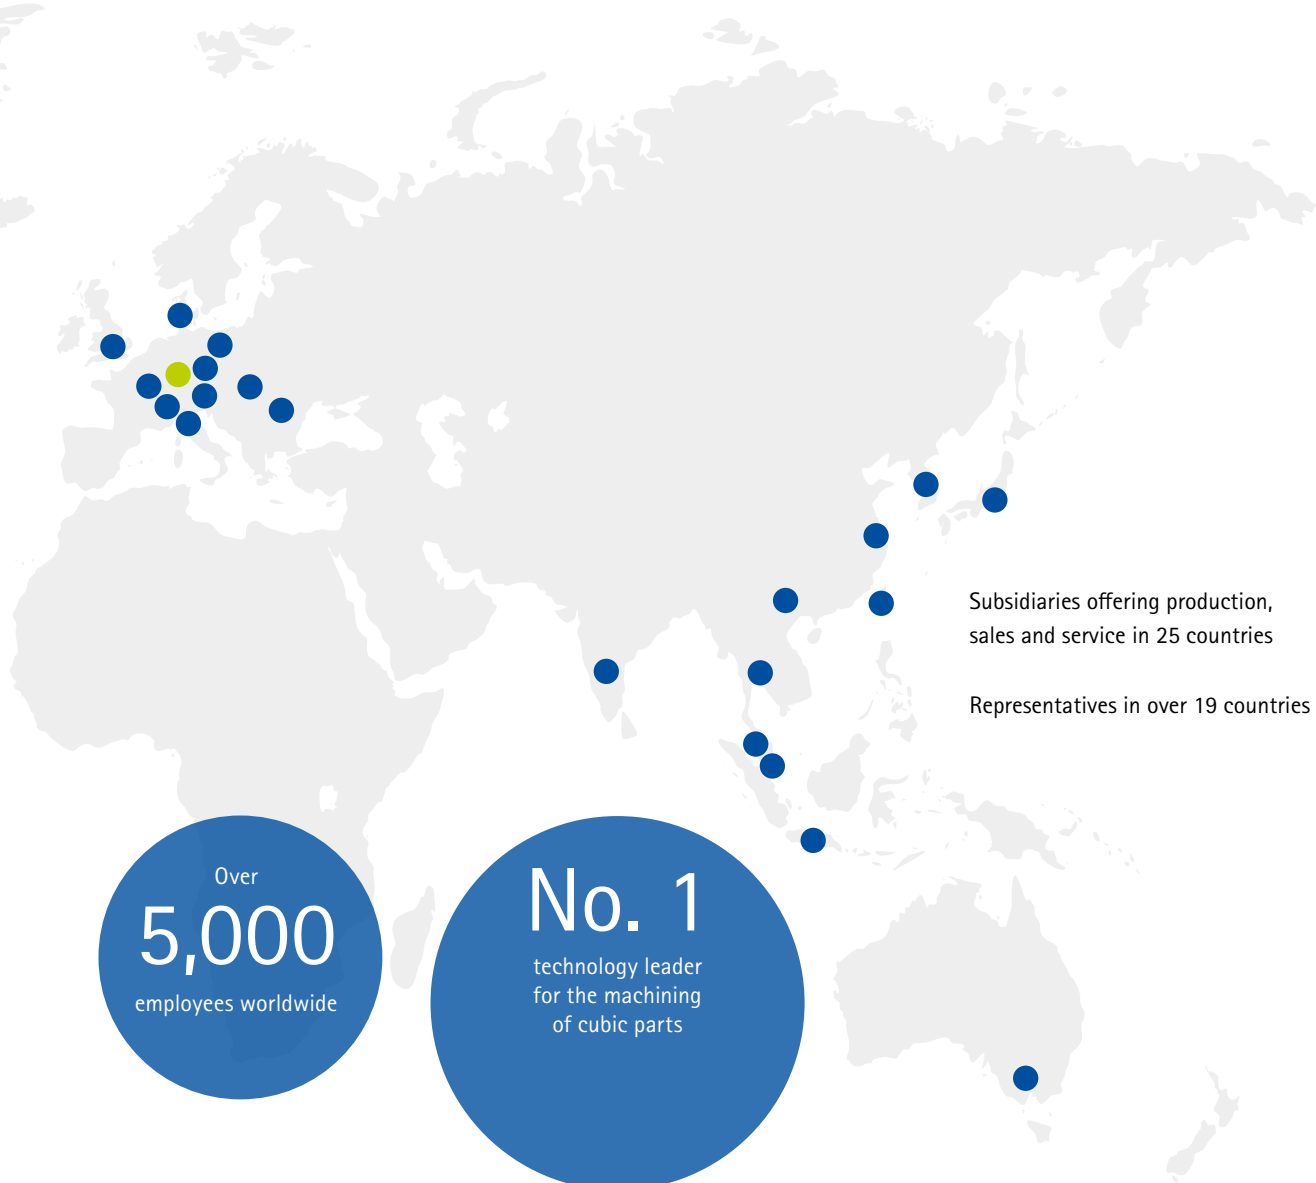 Subsidiaries offering production,
sales and service in 25 countries
Representatives in over 19 countries
Over
5,000
employees worldwide
No. 1
technology leader
for the machining
of cubic parts